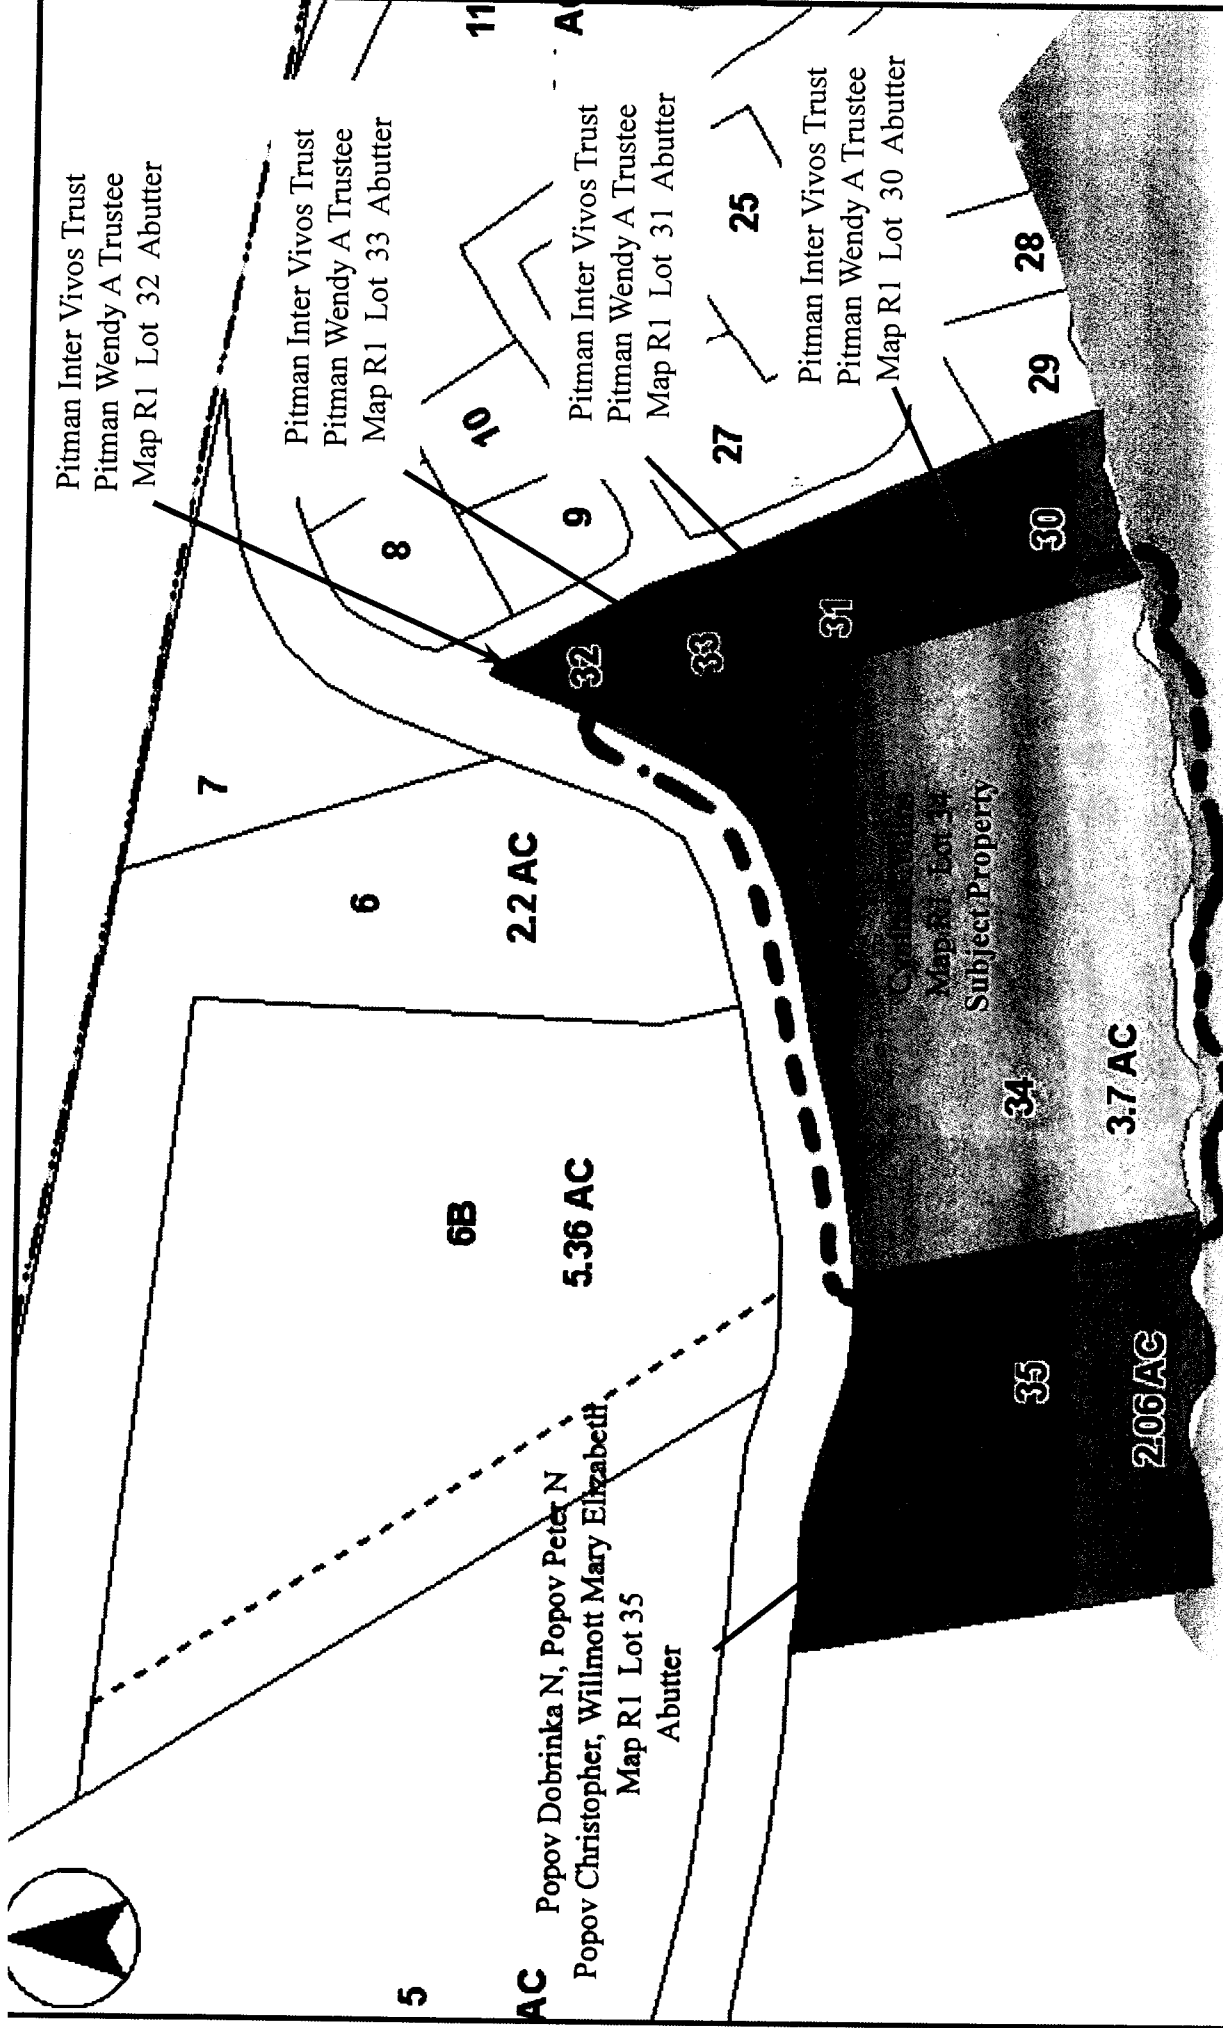 Pitman Inter Vivos Trust
Pitman Wendy A Trustee
Map R1 Lot 32 Abutter
Pitman Inter Vivos Trust
Pitman Wendy A Trustee
Map R1 Lot 33 Abutter
Pitman Inter Vivos Trust
Pitman Wendy A Trustee
Map R1 Lot 31 Abutter
Pitman Inter Vivos Trust
Pitman Wendy A Trustee
Map R1 Lot 30 Abutter
11
7
8
10
9
6
2.2 AC
6B
5.36 AC
5
AC
Popov Dobrinka N, Popov Peter N
Popov Christopher, Willmott Mary Elizabeth
Map R1 Lot 35
Abutter
25
27
28
29
30
31
32
33
Map R1 Lot 34
Subject Property
34
3.7 AC
35
2.06 AC